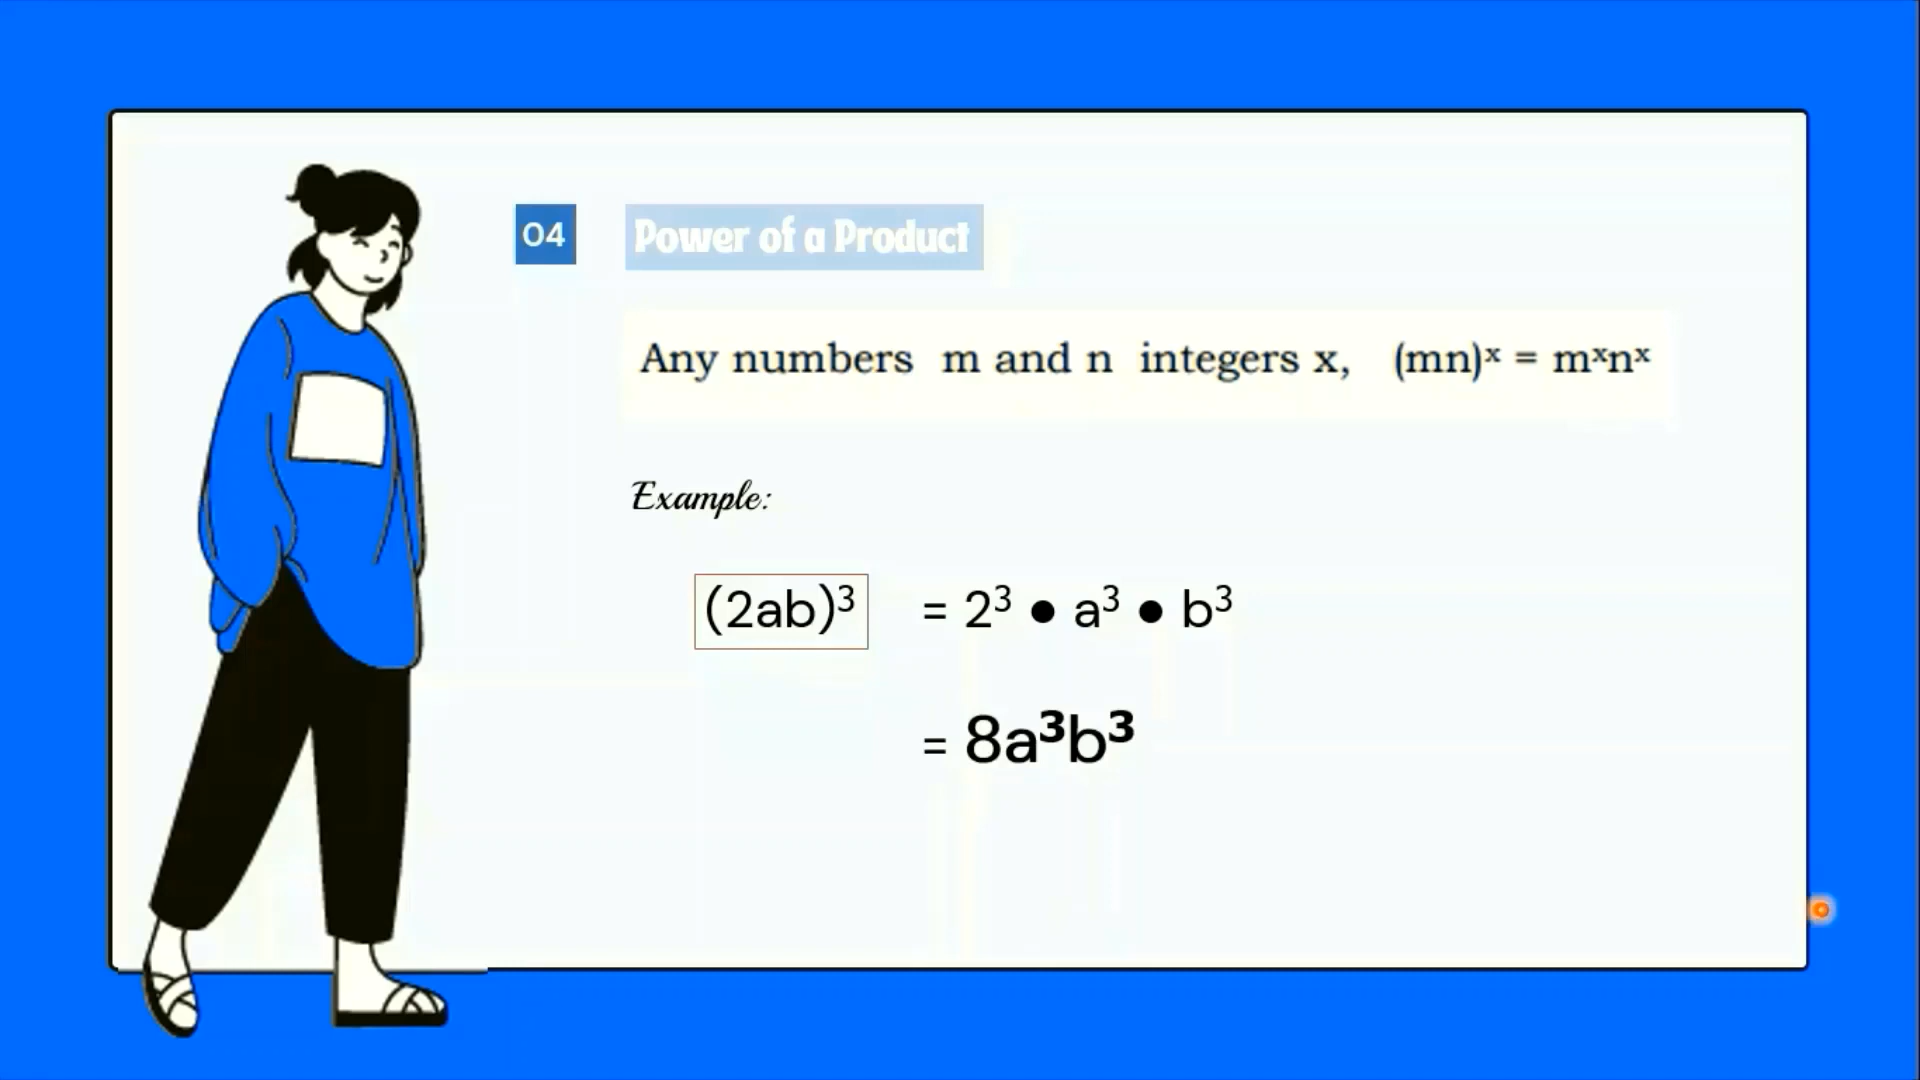 04 Power of a Product
Any numbers m and n integers x, (mn)ˣ = mˣnˣ
Example:
(2ab)³ = 2³ ● a³ ● b³
= 8a³b³